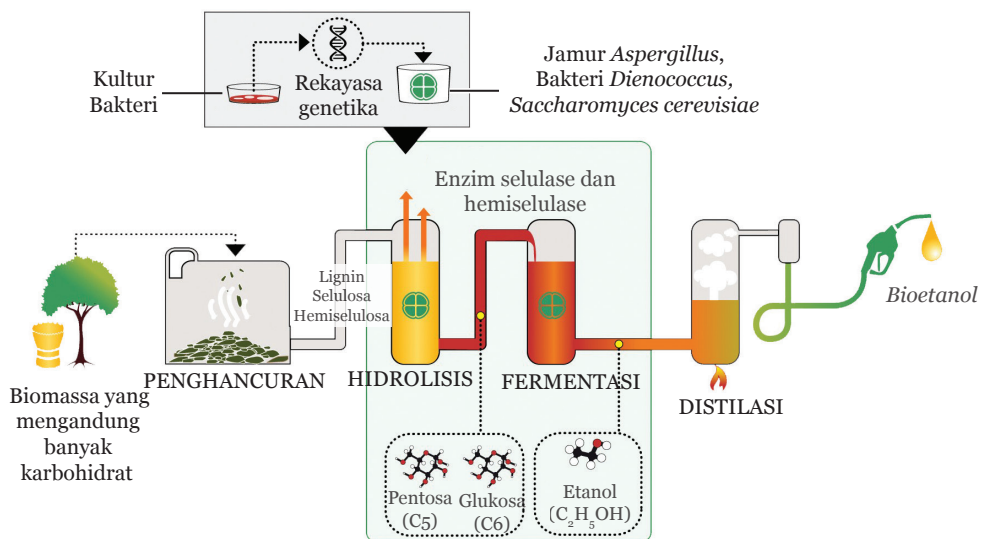 Kultur
Bakteri
Rekayasa
genetika
Jamur Aspergillus,
Bakteri Dienococcus,
Saccharomyces cerevisiae
Enzim selulase dan
hemiselulase
Lignin
Selulosa
Hemiselulosa
Bioetanol
PENGHANCURAN
HIDROLISIS
FERMENTASI
DISTILASI
Biomassa yang
mengandung
banyak
karbohidrat
Pentosa
(C5)
Glukosa
(C6)
Etanol
(C₂H₅OH)